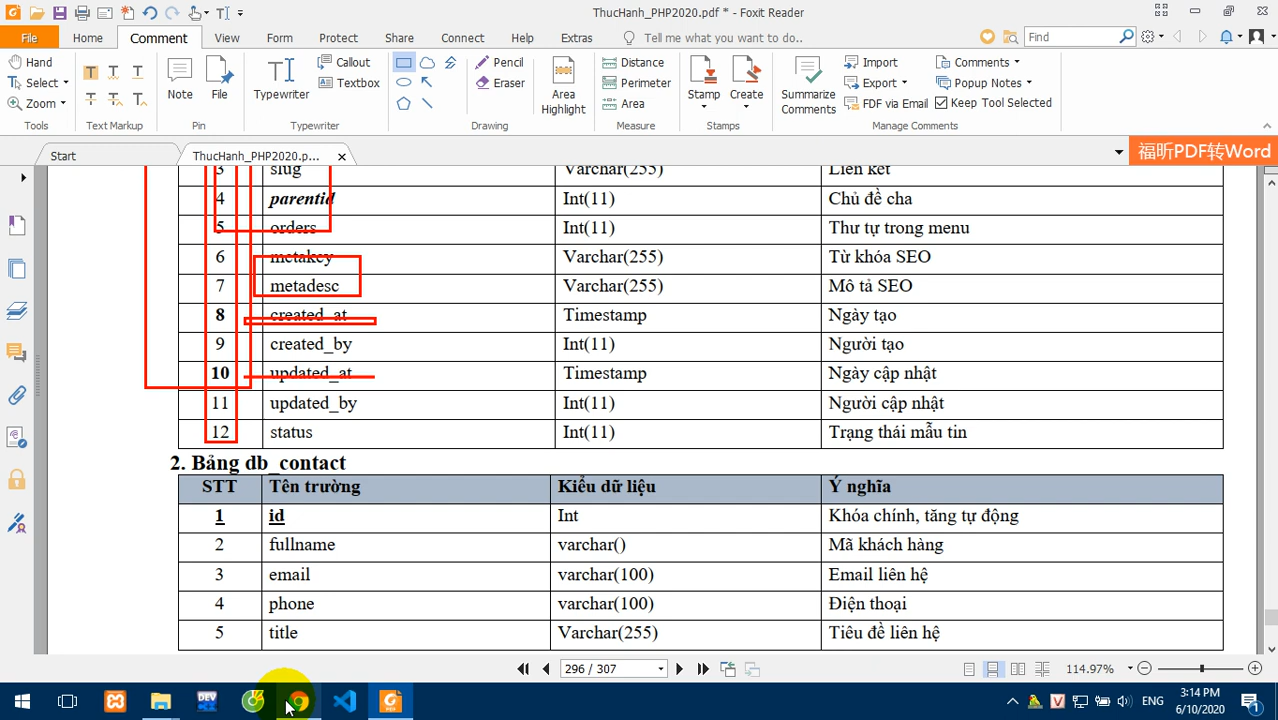 ThucHanh_PHP2020.pdf * - Foxit Reader
File Home Comment View Form Protect Share Connect Help Extras Tell me what you want to do.. Find
Hand
Select
Zoom
Tools
Text Markup
Note
File
Pin
Typewriter
Callout
Textbox
Typewriter
Pencil
Eraser
Area Highlight
Drawing
Distance
Perimeter
Area
Measure
Stamp
Create
Stamps
Summarize Comments
Import
Export
FDF via Email
Comments
Popup Notes
Keep Tool Selected
Manage Comments
Start ThucHanh_PHP2020.p... 福昕PDF转Word
3 slug Varchar(255) Liên kết
4 parentid Int(11) Chủ đề cha
5 orders Int(11) Thư tự trong menu
6 metakey Varchar(255) Từ khóa SEO
7 metadesc Varchar(255) Mô tả SEO
8 created_at Timestamp Ngày tạo
9 created_by Int(11) Người tạo
10 updated_at Timestamp Ngày cập nhật
11 updated_by Int(11) Người cập nhật
12 status Int(11) Trạng thái mẫu tin
2. Bảng db_contact
STT Tên trường Kiểu dữ liệu Ý nghĩa
1 id Int Khóa chính, tăng tự động
2 fullname varchar() Mã khách hàng
3 email varchar(100) Email liên hệ
4 phone varchar(100) Điện thoại
5 title Varchar(255) Tiêu đề liên hệ
296 / 307 114.97%
DEV
ENG
3:14 PM
6/10/2020